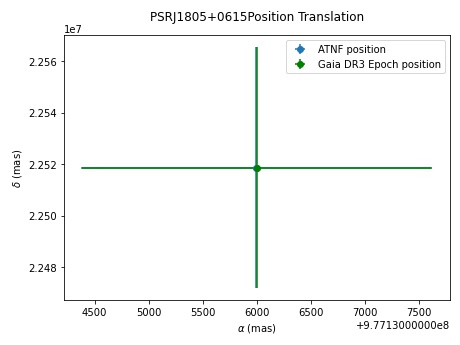 PSRJ1805+0615Position Translation
1e7
ATNF position
Gaia DR3 Epoch position
2.256
2.254
2.252
2.250
2.248
δ (mas)
4500 5000 5500 6000 6500 7000 7500
α (mas)
+9.7713000000e8